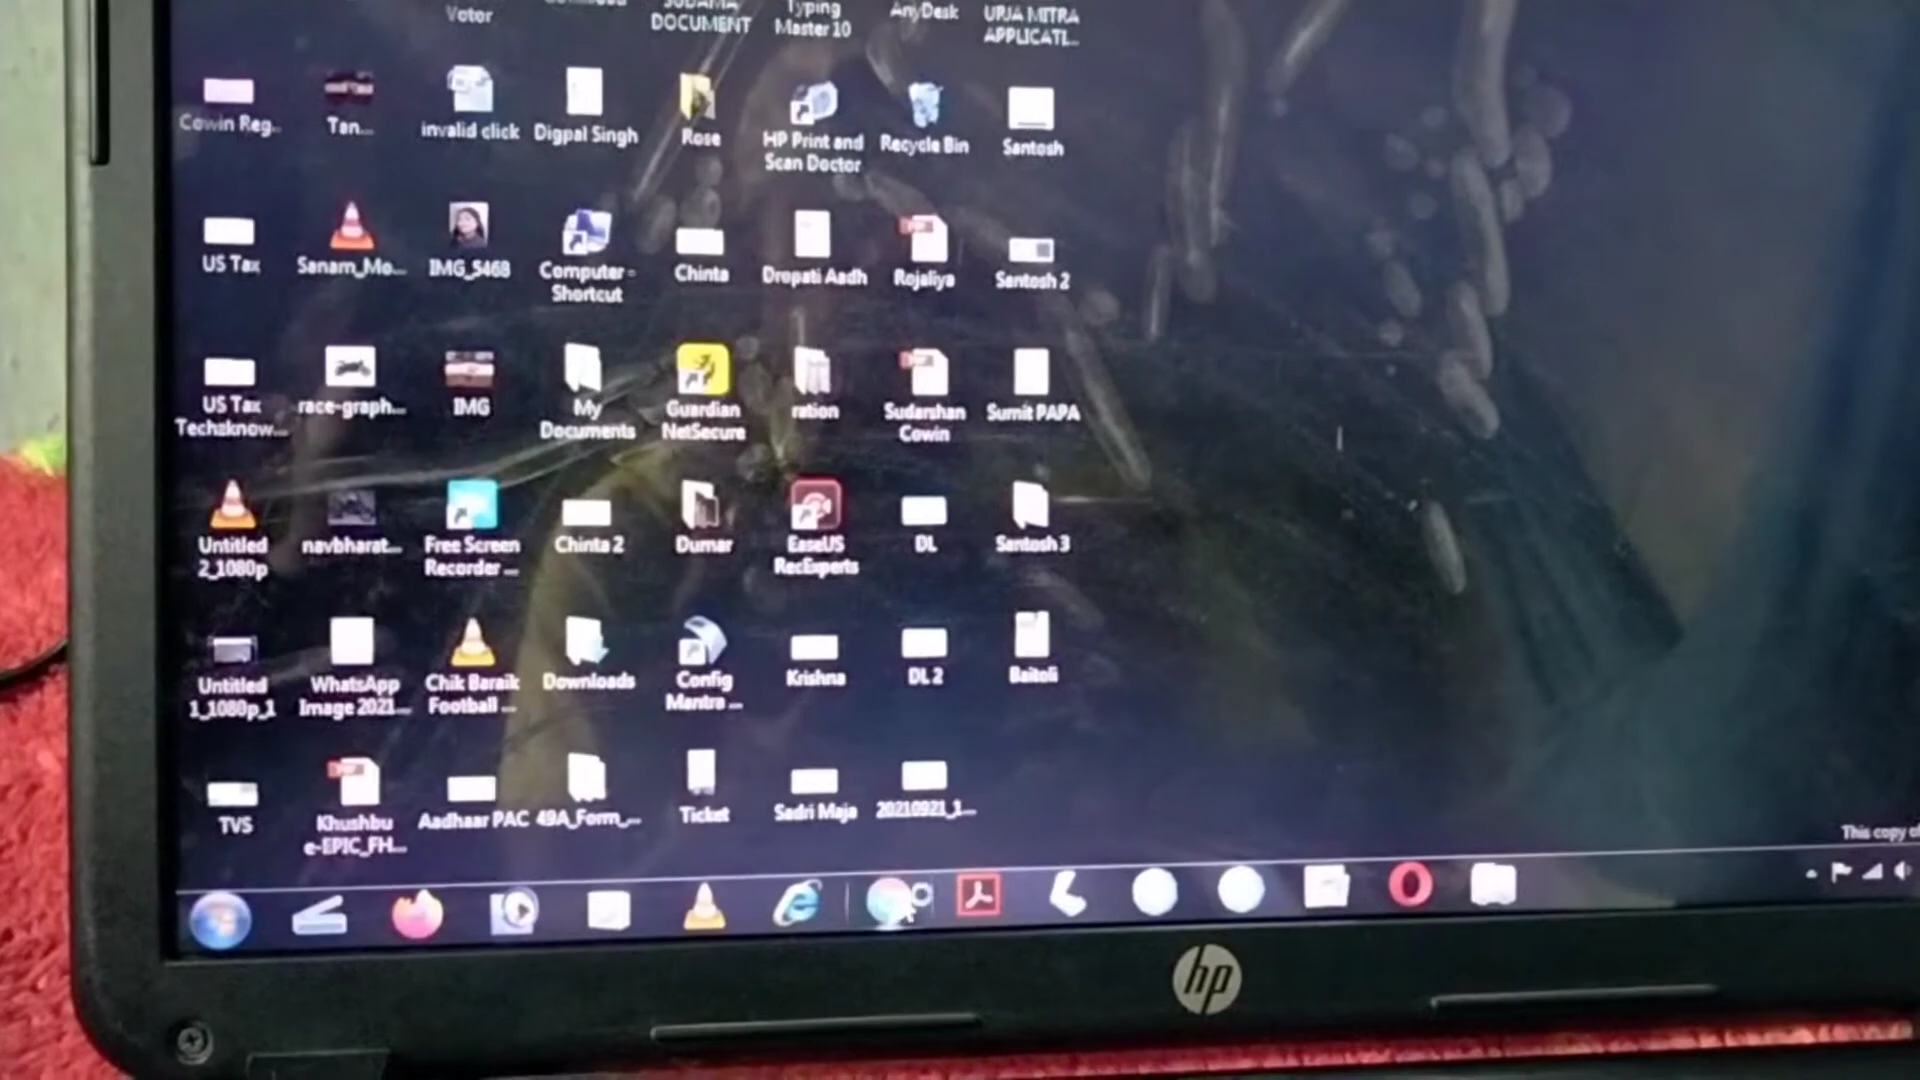 Voter
DOCUMENT
Typing
Master 10
AnyDesk
URJA MITRA
APPLICATI...
Cowin Reg...
Tan...
invalid click
Digpal Singh
Rose
HP Print and
Scan Doctor
Recycle Bin
Santosh
US Tax
Sanam_Mo...
IMG_5468
Computer -
Shortcut
Chinta
Dropati Aadh
Rojaliya
Santosh 2
US Tax
Techzknow...
race-graph...
IMG
My
Documents
Guardian
NetSecure
ration
Sudarshan
Cowin
Sumit PAPA
Untitled
2_1080p
navbharat...
Free Screen
Recorder ...
Chinta 2
Dumar
EaseUS
RecExperts
DL
Santosh 3
Untitled
1_1080p_1
WhatsApp
Image 2021...
Chik Baraik
Football ...
Downloads
Config
Mantra ...
Krishna
DL 2
Baitoli
TVS
Khushbu
e-EPIC_FH...
Aadhaar PAC
49A_Form_...
Ticket
Sadri Maja
20210921_1...
This copy of
hp